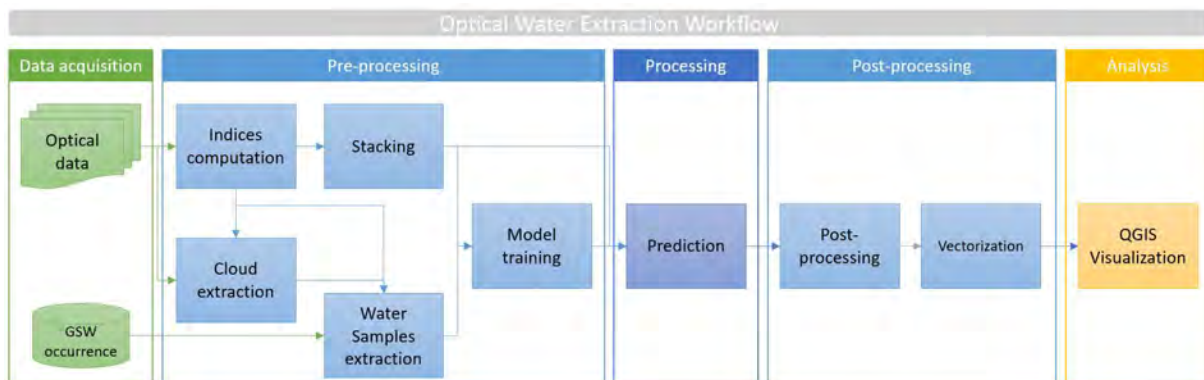 Optical Water Extraction Workflow
Data acquisition
Pre-processing
Processing
Post-processing
Analysis
Optical
data
Indices
computation
Stacking
Cloud
extraction
Model
training
Prediction
Post-
processing
Vectorization
QGIS
Visualization
GSW
occurrence
Water
Samples
extraction